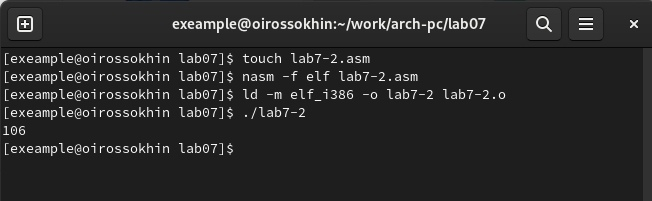 exeample@oirossokhin:~/work/arch-pc/lab07
[exeample@oirossokhin lab07]$ touch lab7-2.asm
[exeample@oirossokhin lab07]$ nasm -f elf lab7-2.asm
[exeample@oirossokhin lab07]$ ld -m elf_i386 -o lab7-2 lab7-2.o
[exeample@oirossokhin lab07]$ ./lab7-2
106
[exeample@oirossokhin lab07]$